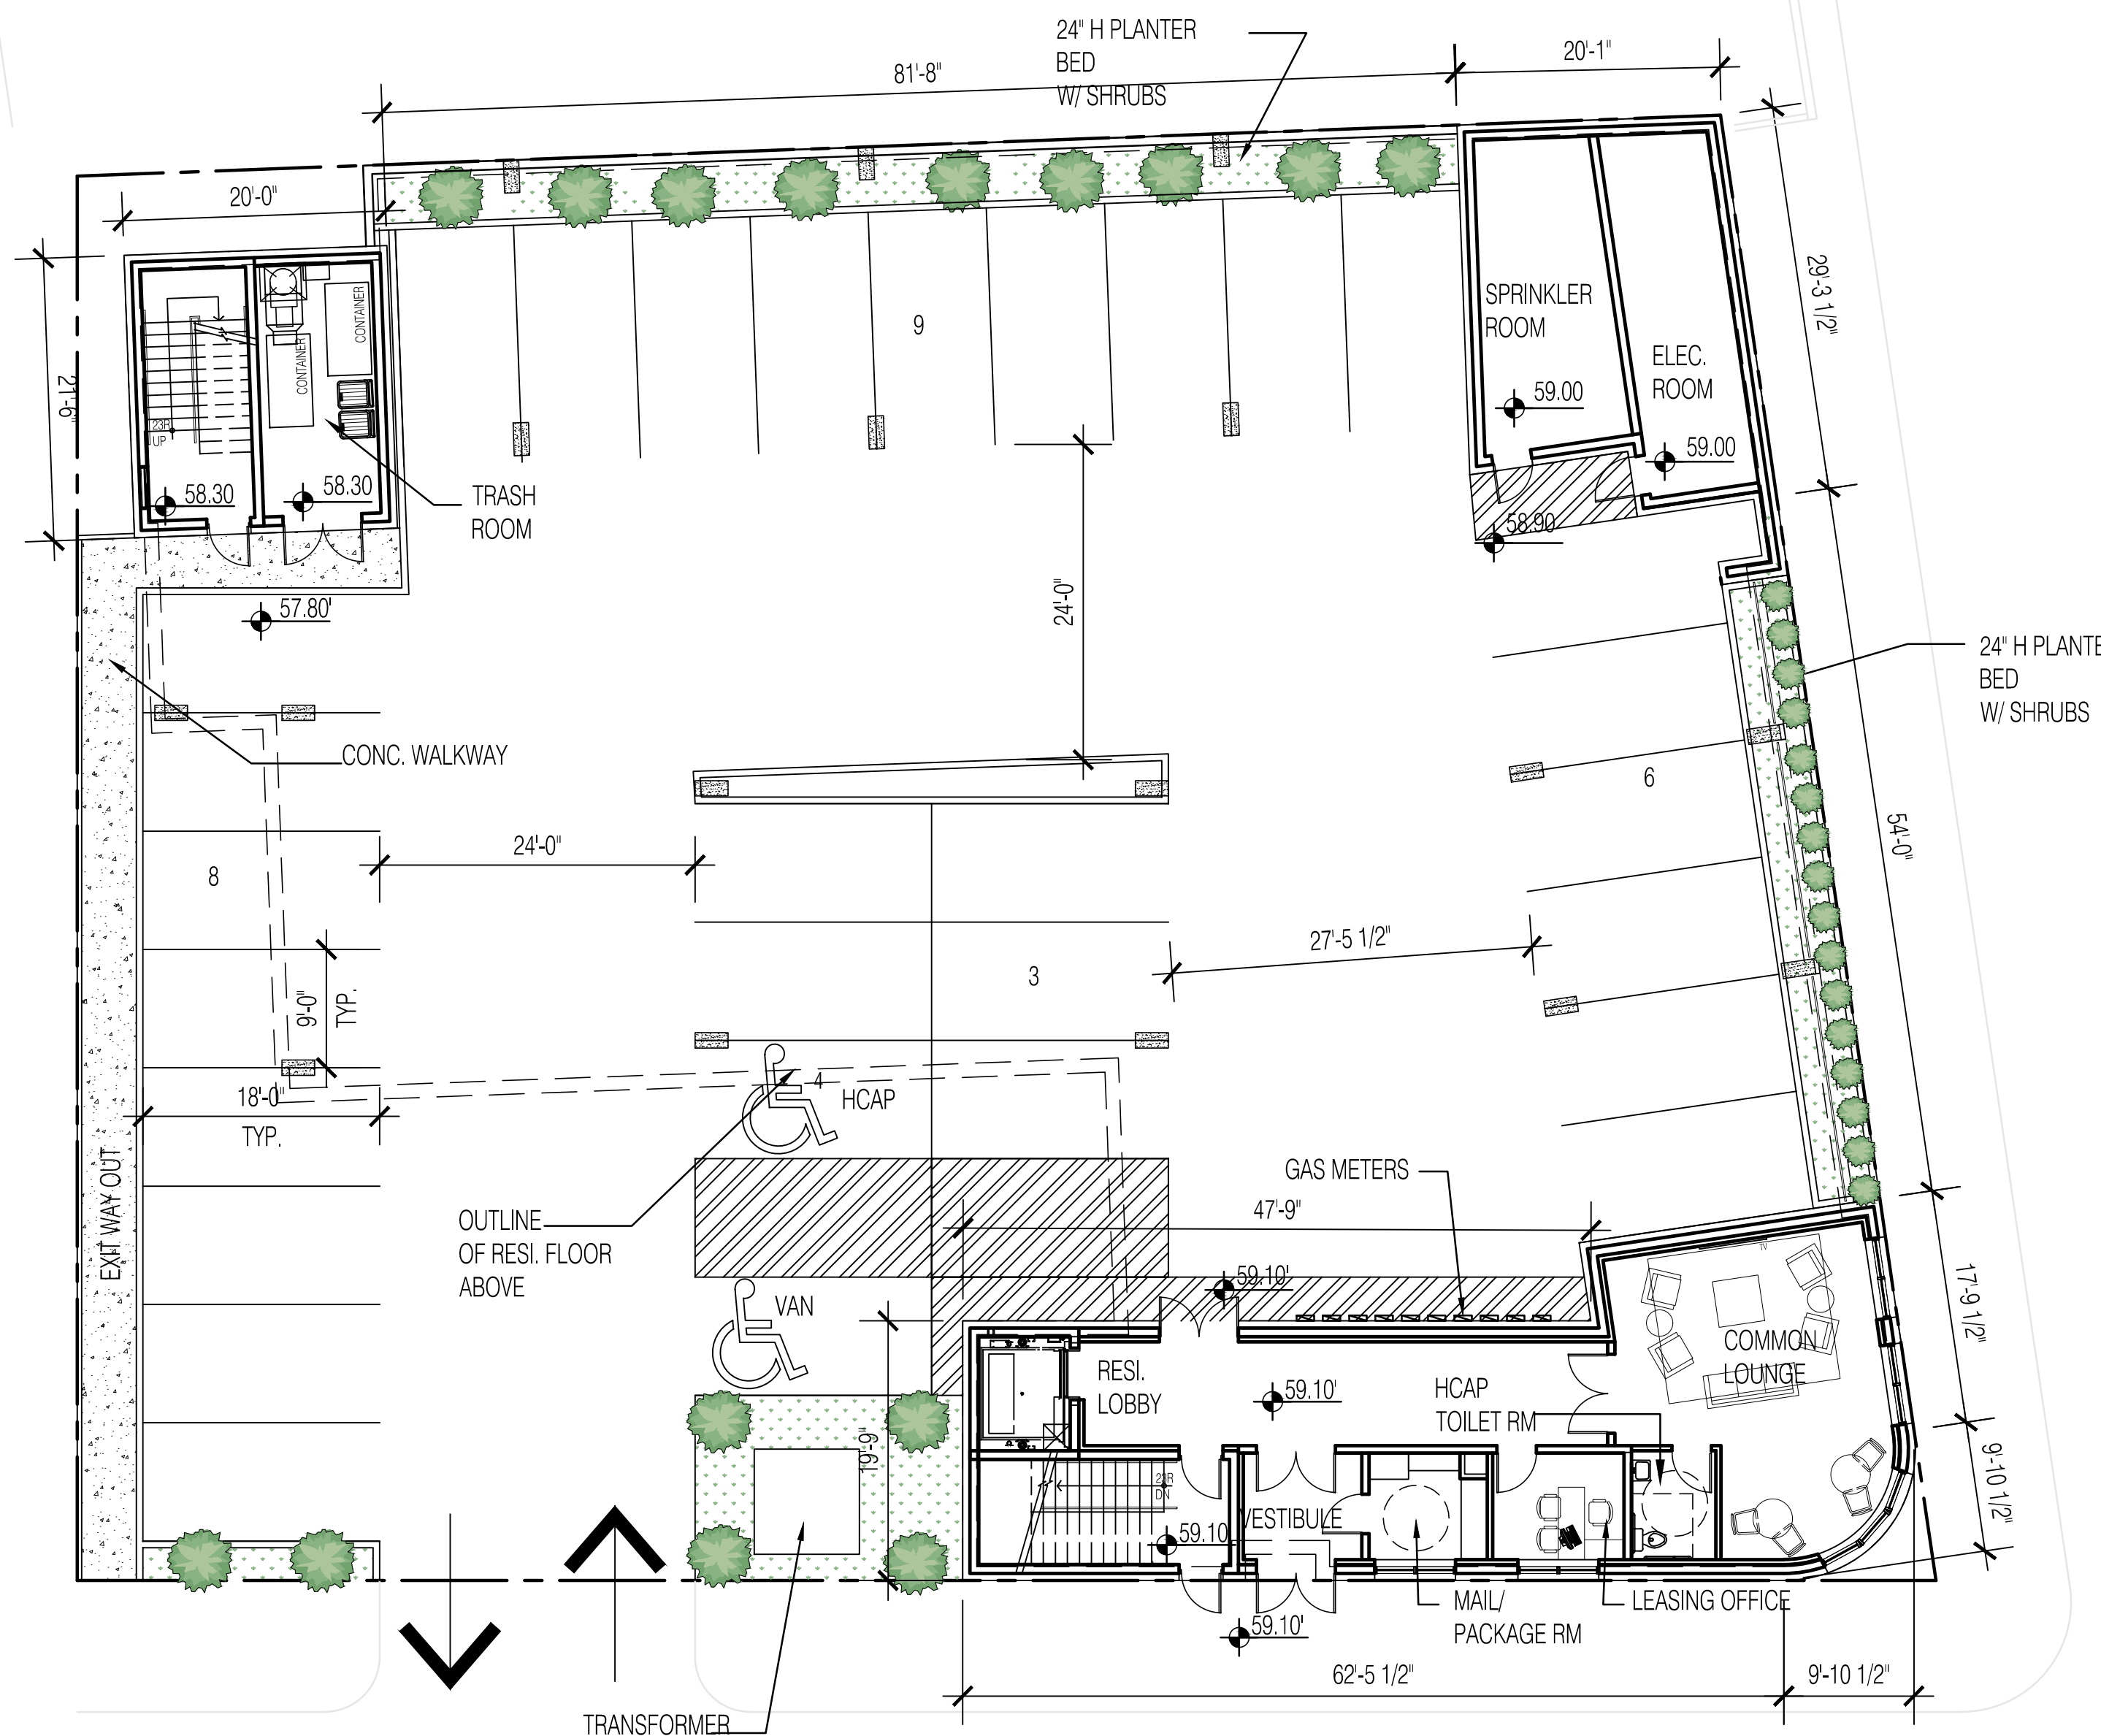 24" H PLANTER
BED
W/ SHRUBS
81'-8"
20'-1"
20'-0"
29'-3 1/2"
21'-6"
CONTAINER
CONTAINER
9
SPRINKLER
ROOM
ELEC.
ROOM
59.00
59.00
23R
UP
58.30
58.30
TRASH
ROOM
58.90
57.80'
24'-0"
24" H PLANTE
BED
W/ SHRUBS
CONC. WALKWAY
6
54'-0"
8
24'-0"
27'-5 1/2"
3
9'-0"
TYP.
4
HCAP
18'-0"
TYP.
EXIT WAY OUT
OUTLINE
OF RESI. FLOOR
ABOVE
GAS METERS
47'-9"
59.10'
VAN
TV
17'-9 1/2"
COMMON
LOUNGE
RESI.
LOBBY
59.10'
HCAP
TOILET RM
19'-9"
9'-10 1/2"
23R
DN
59.10
VESTIBULE
59.10'
MAIL/
PACKAGE RM
LEASING OFFICE
62'-5 1/2"
9'-10 1/2"
TRANSFORMER